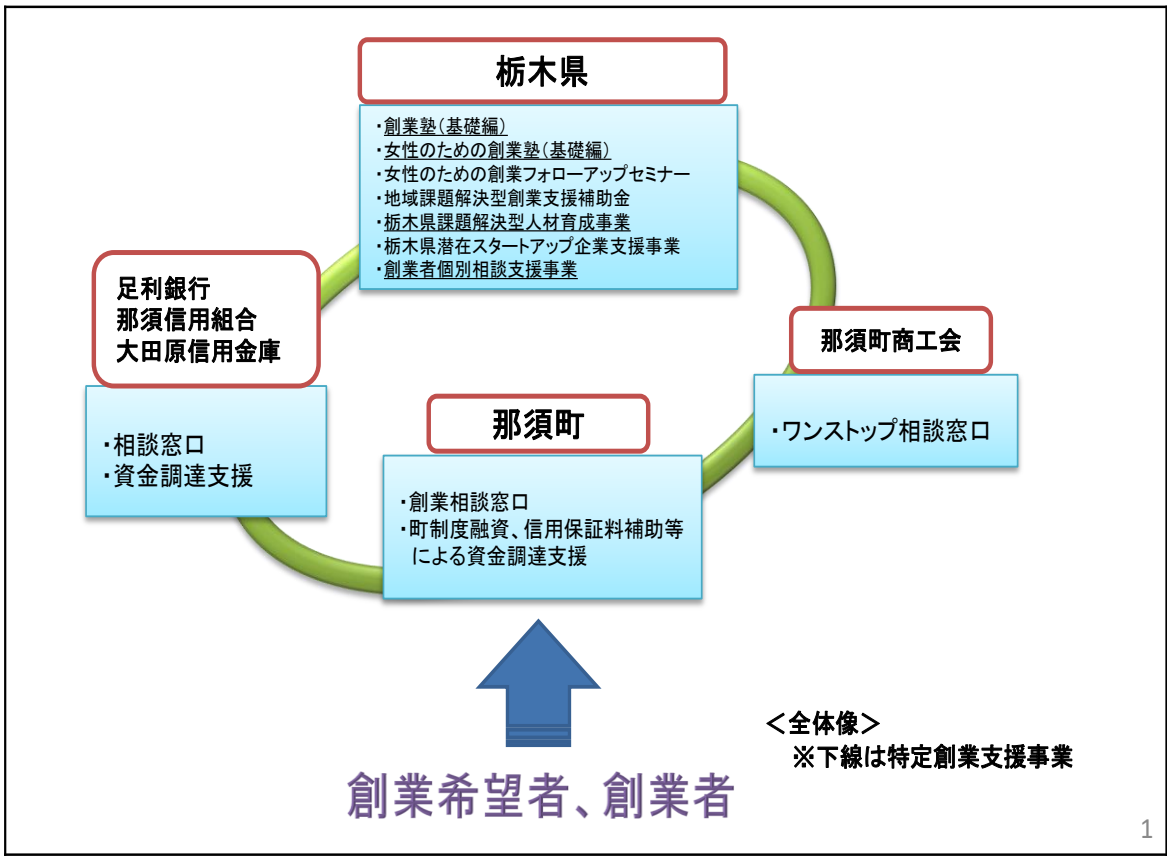 栃木県
・創業塾(基礎編)
・女性のための創業塾(基礎編)
・女性のための創業フォローアップセミナー
・地域課題解決型創業支援補助金
・栃木県課題解決型人材育成事業
・栃木県潜在スタートアップ企業支援事業
・創業者個別相談支援事業
足利銀行
那須信用組合
大田原信用金庫
・相談窓口
・資金調達支援
那須町
・創業相談窓口
・町制度融資、信用保証料補助等
による資金調達支援
那須町商工会
・ワンストップ相談窓口
創業希望者、創業者
＜全体像＞
※下線は特定創業支援事業
1